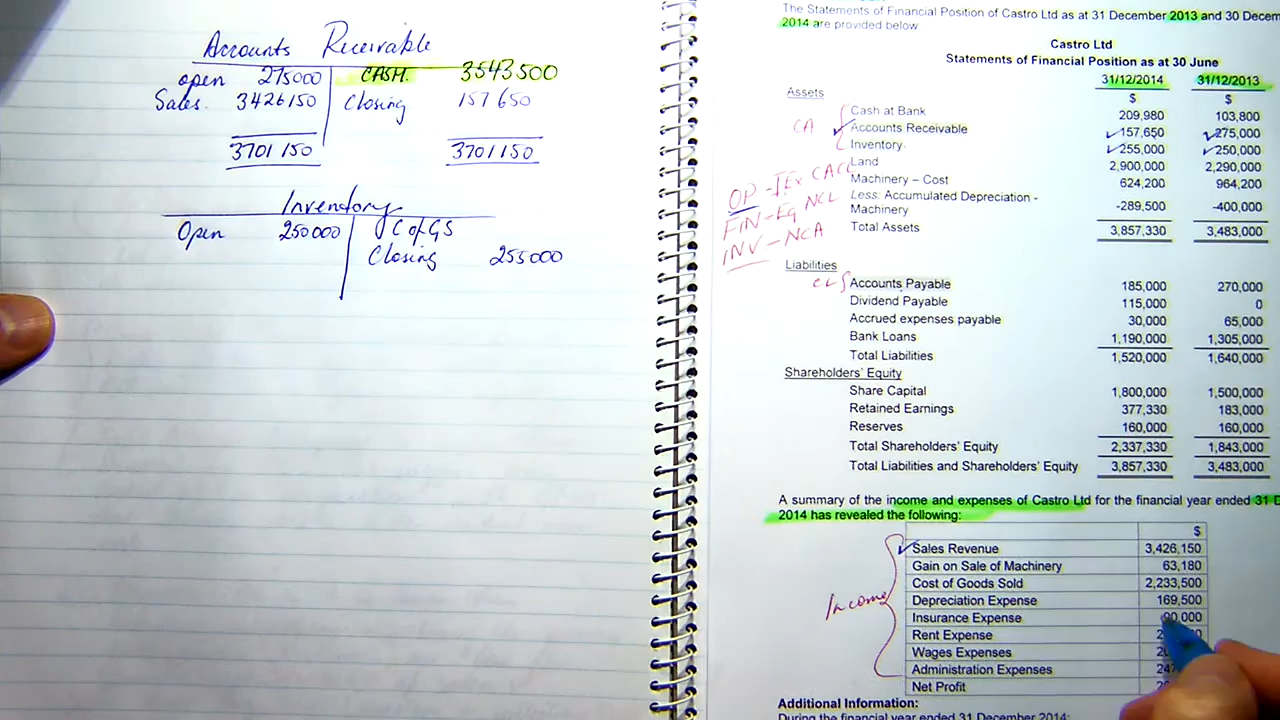 Accounts Receivable
open 275000 CASH. 3543500
Sales. 3426150 Closing 157650
3701150 3701150
Inventory
Open 250000 C of GS
Closing 255000
The Statements of Financial Position of Castro Ltd as at 31 December 2013 and 30 Decem
2014 are provided below
Castro Ltd
Statements of Financial Position as at 30 June
31/12/2014 31/12/2013
Assets $ $
Cash at Bank 209,980 103,800
CA Accounts Receivable 157,650 275,000
Inventory 255,000 250,000
Land 2,900,000 2,290,000
Machinery – Cost 624,200 964,200
Less: Accumulated Depreciation -
Machinery -289,500 -400,000
Total Assets 3,857,330 3,483,000
OP - IEx CACL
FIN - Eq NCL
INV - NCA
Liabilities
CL Accounts Payable 185,000 270,000
Dividend Payable 115,000 0
Accrued expenses payable 30,000 65,000
Bank Loans 1,190,000 1,305,000
Total Liabilities 1,520,000 1,640,000
Shareholders' Equity
Share Capital 1,800,000 1,500,000
Retained Earnings 377,330 183,000
Reserves 160,000 160,000
Total Shareholders' Equity 2,337,330 1,843,000
Total Liabilities and Shareholders' Equity 3,857,330 3,483,000
A summary of the income and expenses of Castro Ltd for the financial year ended 31 D
2014 has revealed the following:
$
Sales Revenue 3,426,150
Gain on Sale of Machinery 63,180
Cost of Goods Sold 2,233,500
Income Depreciation Expense 169,500
Insurance Expense 90,000
Rent Expense
Wages Expenses
Administration Expenses 247
Net Profit
Additional Information:
During the financial year ended 31 December 2014: